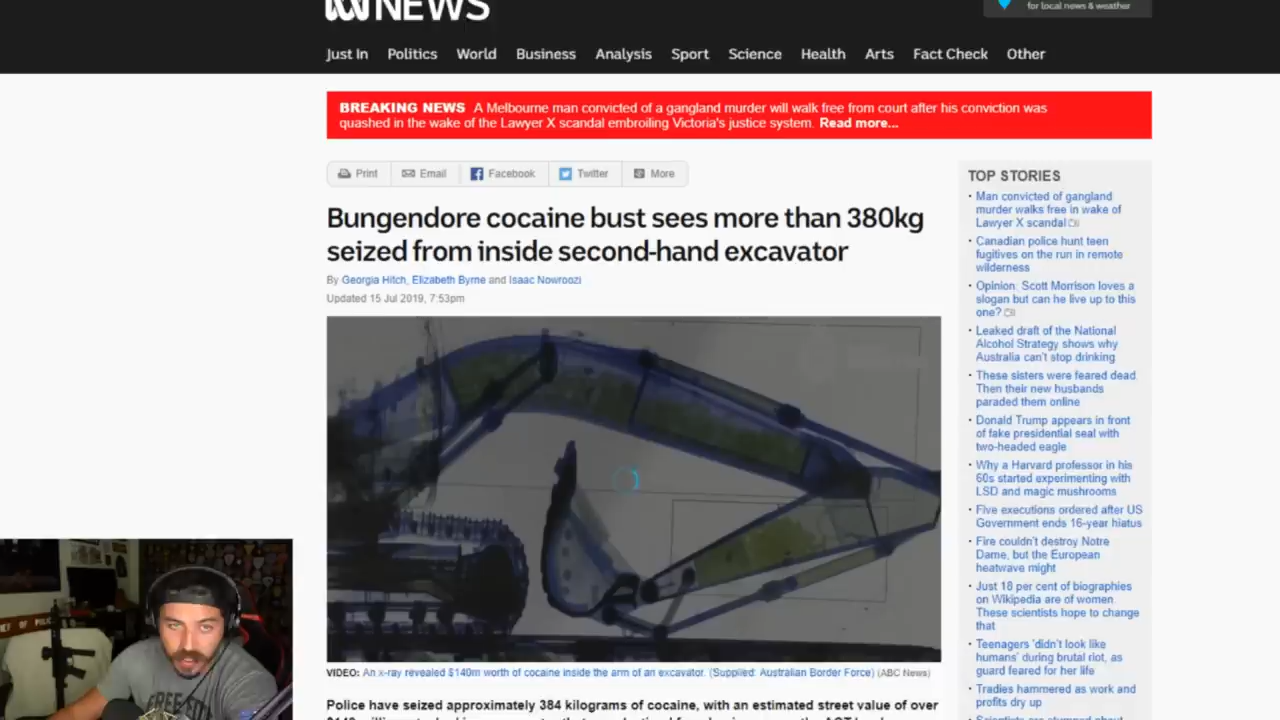 NEWS
for local news & weather
Just In Politics World Business Analysis Sport Science Health Arts Fact Check Other
BREAKING NEWS A Melbourne man convicted of a gangland murder will walk free from court after his conviction was
quashed in the wake of the Lawyer X scandal embroiling Victoria's justice system. Read more...
Print Email Facebook Twitter More
Bungendore cocaine bust sees more than 380kg
seized from inside second-hand excavator
By Georgia Hitch, Elizabeth Byrne and Isaac Nowroozi
Updated 15 Jul 2019, 7:53pm
VIDEO: An x-ray revealed $140m worth of cocaine inside the arm of an excavator. (Supplied: Australian Border Force) (ABC News)
Police have seized approximately 384 kilograms of cocaine, with an estimated street value of over
TOP STORIES
Man convicted of gangland
murder walks free in wake of
Lawyer X scandal
Canadian police hunt teen
fugitives on the run in remote
wilderness
Opinion: Scott Morrison loves a
slogan but can he live up to this
one?
Leaked draft of the National
Alcohol Strategy shows why
Australia can't stop drinking
These sisters were feared dead.
Then their new husbands
paraded them online
Donald Trump appears in front
of fake presidential seal with
two-headed eagle
Why a Harvard professor in his
60s started experimenting with
LSD and magic mushrooms
Five executions ordered after US
Government ends 16-year hiatus
Fire couldn't destroy Notre
Dame, but the European
heatwave might
Just 18 per cent of biographies
on Wikipedia are of women.
These scientists hope to change
that
Teenagers 'didn't look like
humans' during brutal riot, as
guard feared for her life
Tradies hammered as work and
profits dry up